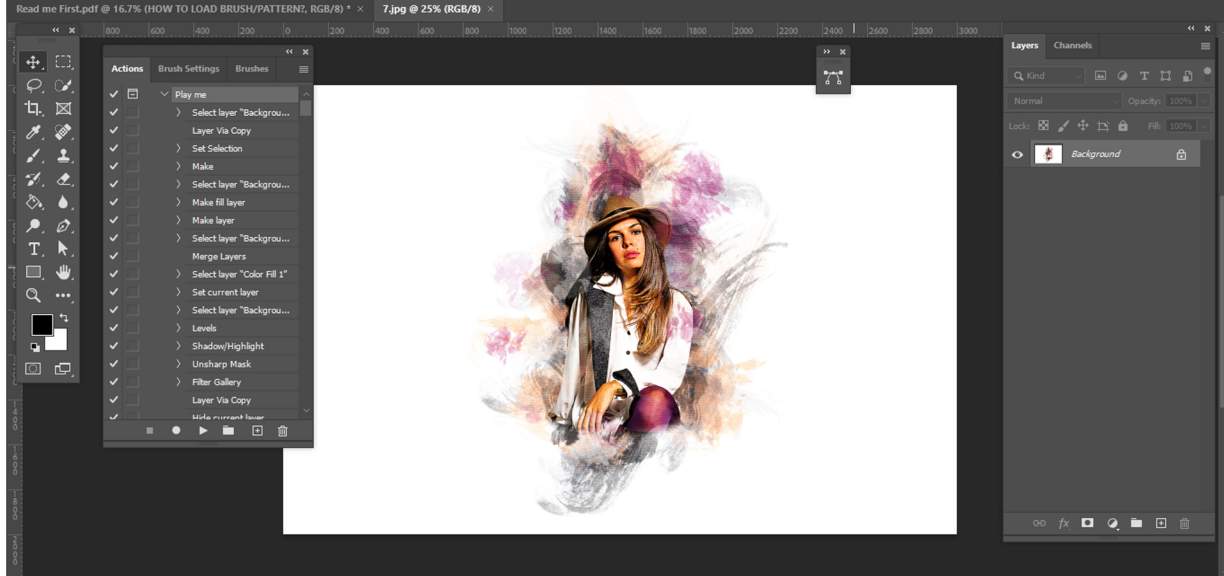 Read me First.pdf @ 16.7% (HOW TO LOAD BRUSH/PATTERN?, RGB/8) * ×
7.jpg @ 25% (RGB/8) ×
800 600 400 200 0 200 400 600 800 1000 1200 1400 1600 1800 2000 2200 2400 2600 2800 3000
Actions Brush Settings Brushes
Play me
Select layer "Backgrou...
Layer Via Copy
Set Selection
Make
Select layer "Backgrou...
Make fill layer
Make layer
Select layer "Backgrou...
Merge Layers
Select layer "Color Fill 1"
Set current layer
Select layer "Backgrou...
Levels
Shadow/Highlight
Unsharp Mask
Filter Gallery
Layer Via Copy
Hide current layer
Layers Channels
Kind
Normal Opacity: 100%
Lock: Fill: 100%
Background